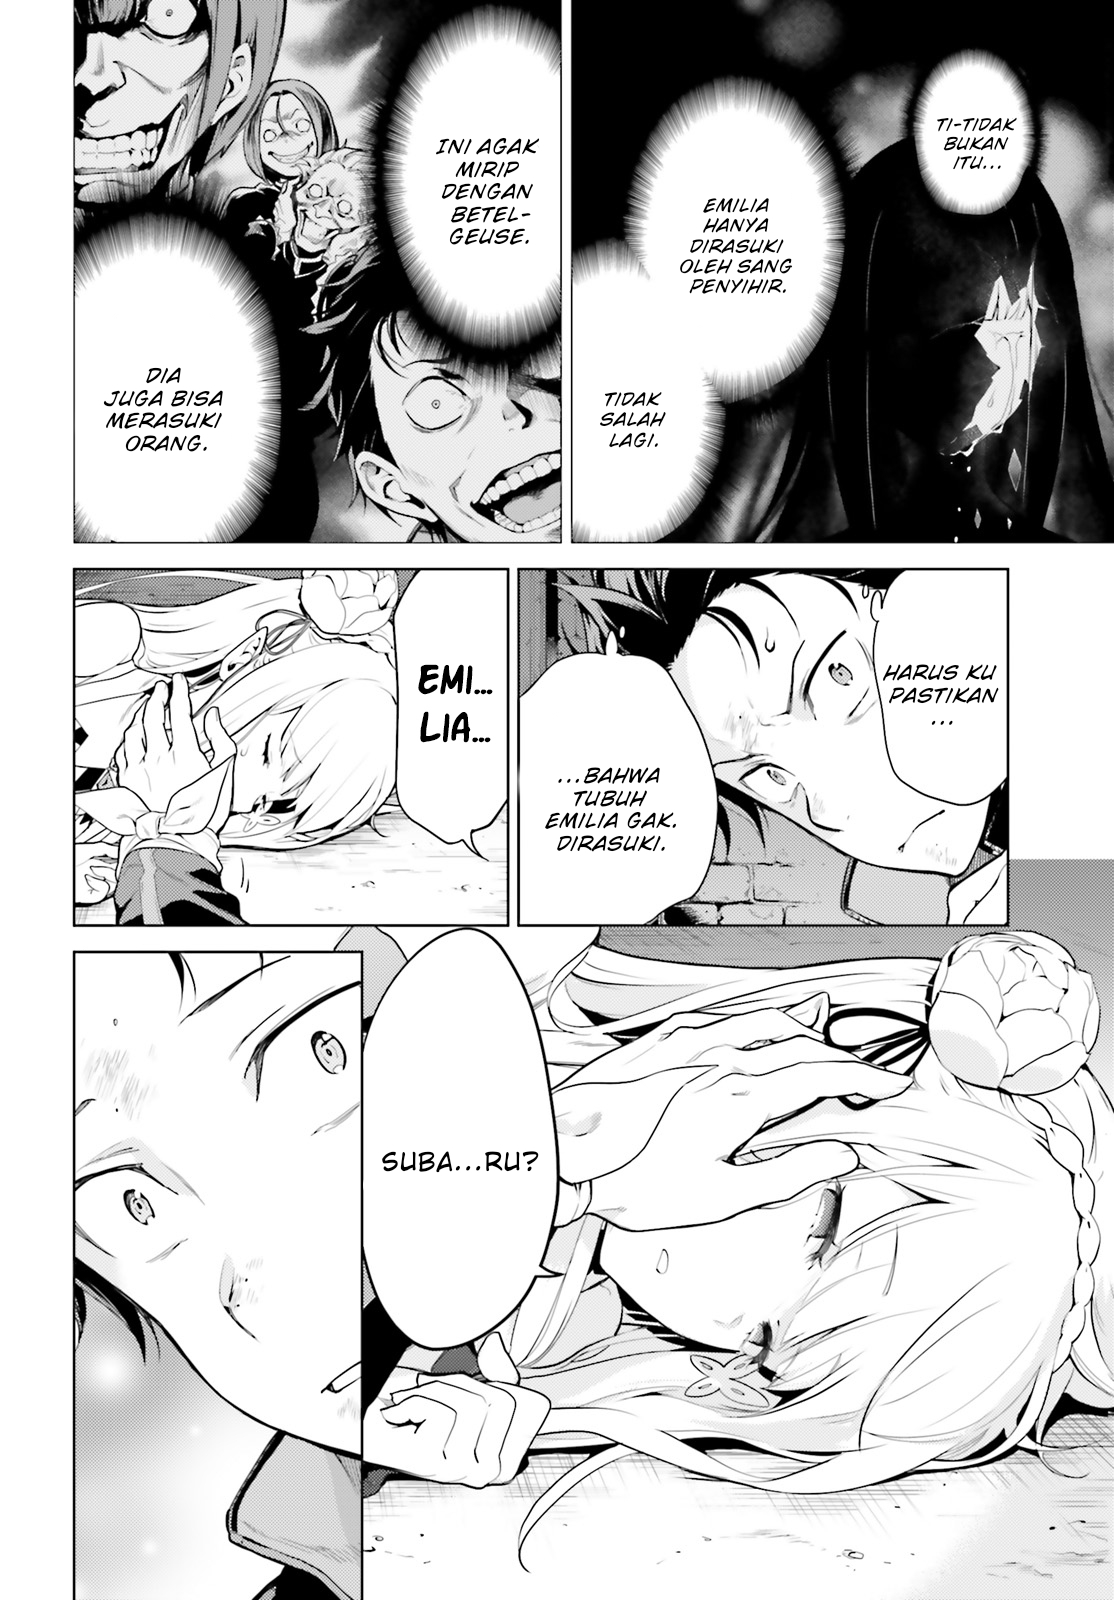 TI-TIDAK
BUKAN
ITU...
EMILIA
HANYA
DIRASUKI
OLEH SANG
PENYIHIR.
TIDAK
SALAH
LAGI.
INI AGAK
MIRIP
DENGAN
BETEL-
GEUSE.
DIA
JUGA BISA
MERASUKI
ORANG.
HARUS KU
PASTIKAN
...
...BAHWA
TUBUH
EMILIA GAK.
DIRASUKI.
EMI...
LIA...
SUBA...RU?